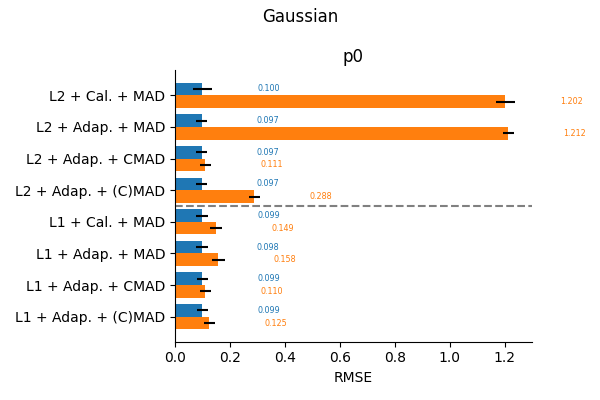 Gaussian
p0
L2 + Cal. + MAD 0.100
1.202
L2 + Adap. + MAD 0.097
1.212
L2 + Adap. + CMAD 0.097
0.111
L2 + Adap. + (C)MAD 0.097
0.288
L1 + Cal. + MAD 0.099
0.149
L1 + Adap. + MAD 0.098
0.158
L1 + Adap. + CMAD 0.099
0.110
L1 + Adap. + (C)MAD 0.099
0.125
0.0 0.2 0.4 0.6 0.8 1.0 1.2
RMSE